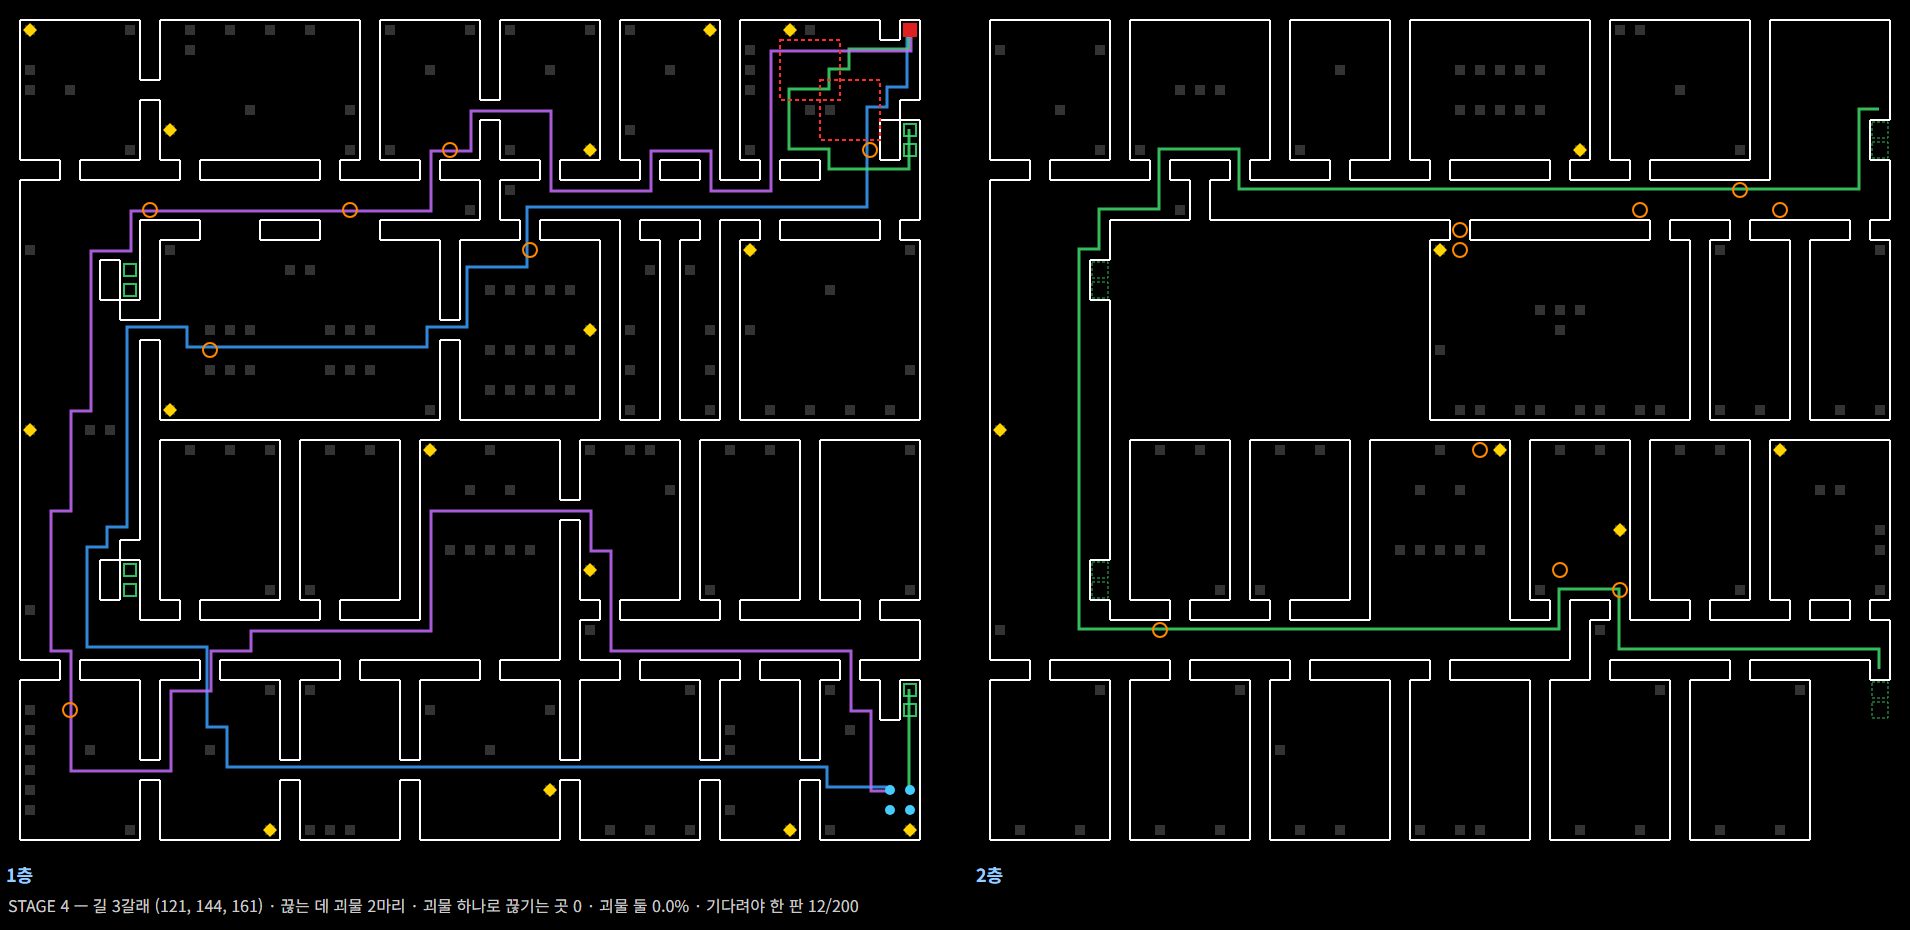 1층
2층
STAGE 4 — 길 3갈래 (121, 144, 161) · 끊는 데 괴물 2마리 · 괴물 하나로 끊기는 곳 0 · 괴물 둘 0.0% · 기다려야 한 판 12/200